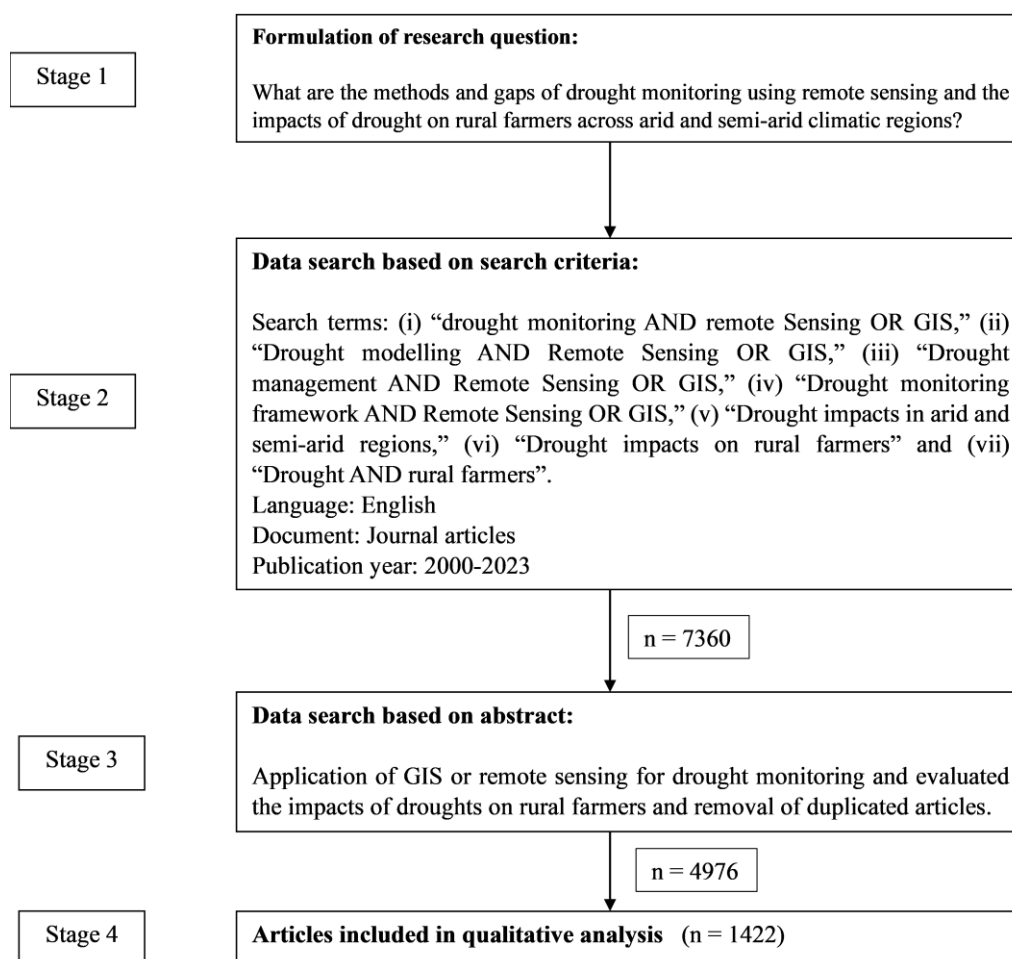 Stage 1
Formulation of research question:
What are the methods and gaps of drought monitoring using remote sensing and the
impacts of drought on rural farmers across arid and semi-arid climatic regions?
Stage 2
Data search based on search criteria:
Search terms: (i) “drought monitoring AND remote Sensing OR GIS,” (ii)
“Drought modelling AND Remote Sensing OR GIS,” (iii) “Drought
management AND Remote Sensing OR GIS,” (iv) “Drought monitoring
framework AND Remote Sensing OR GIS,” (v) “Drought impacts in arid and
semi-arid regions,” (vi) “Drought impacts on rural farmers” and (vii)
“Drought AND rural farmers”.
Language: English
Document: Journal articles
Publication year: 2000-2023
n = 7360
Stage 3
Data search based on abstract:
Application of GIS or remote sensing for drought monitoring and evaluated
the impacts of droughts on rural farmers and removal of duplicated articles.
n = 4976
Stage 4
Articles included in qualitative analysis (n = 1422)